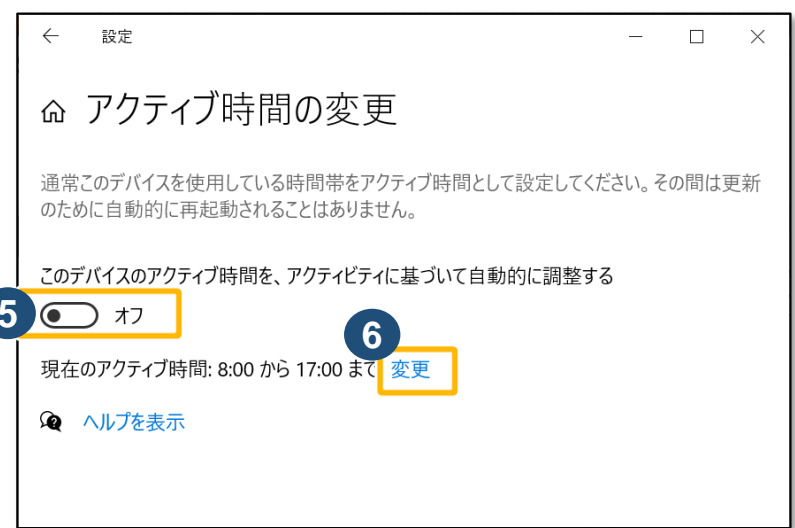 設定
アクティブ時間の変更
通常このデバイスを使用している時間帯をアクティブ時間として設定してください。その間は更新
のために自動的に再起動されることはありません。
このデバイスのアクティブ時間を、アクティビティに基づいて自動的に調整する
5 オフ
6
現在のアクティブ時間: 8:00 から 17:00 まで 変更
ヘルプを表示